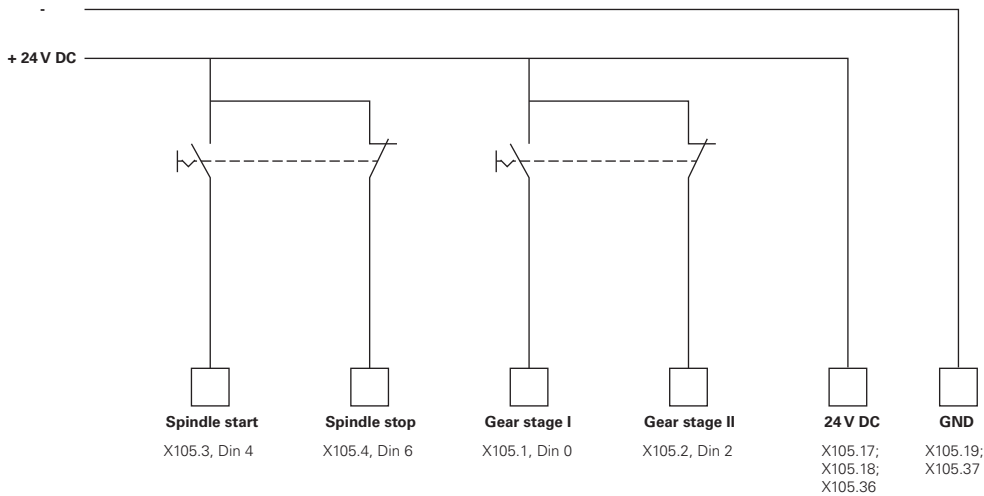 -
+ 24 V DC
Spindle start
X105.3, Din 4
Spindle stop
X105.4, Din 6
Gear stage I
X105.1, Din 0
Gear stage II
X105.2, Din 2
24 V DC
X105.17;
X105.18;
X105.36
GND
X105.19;
X105.37